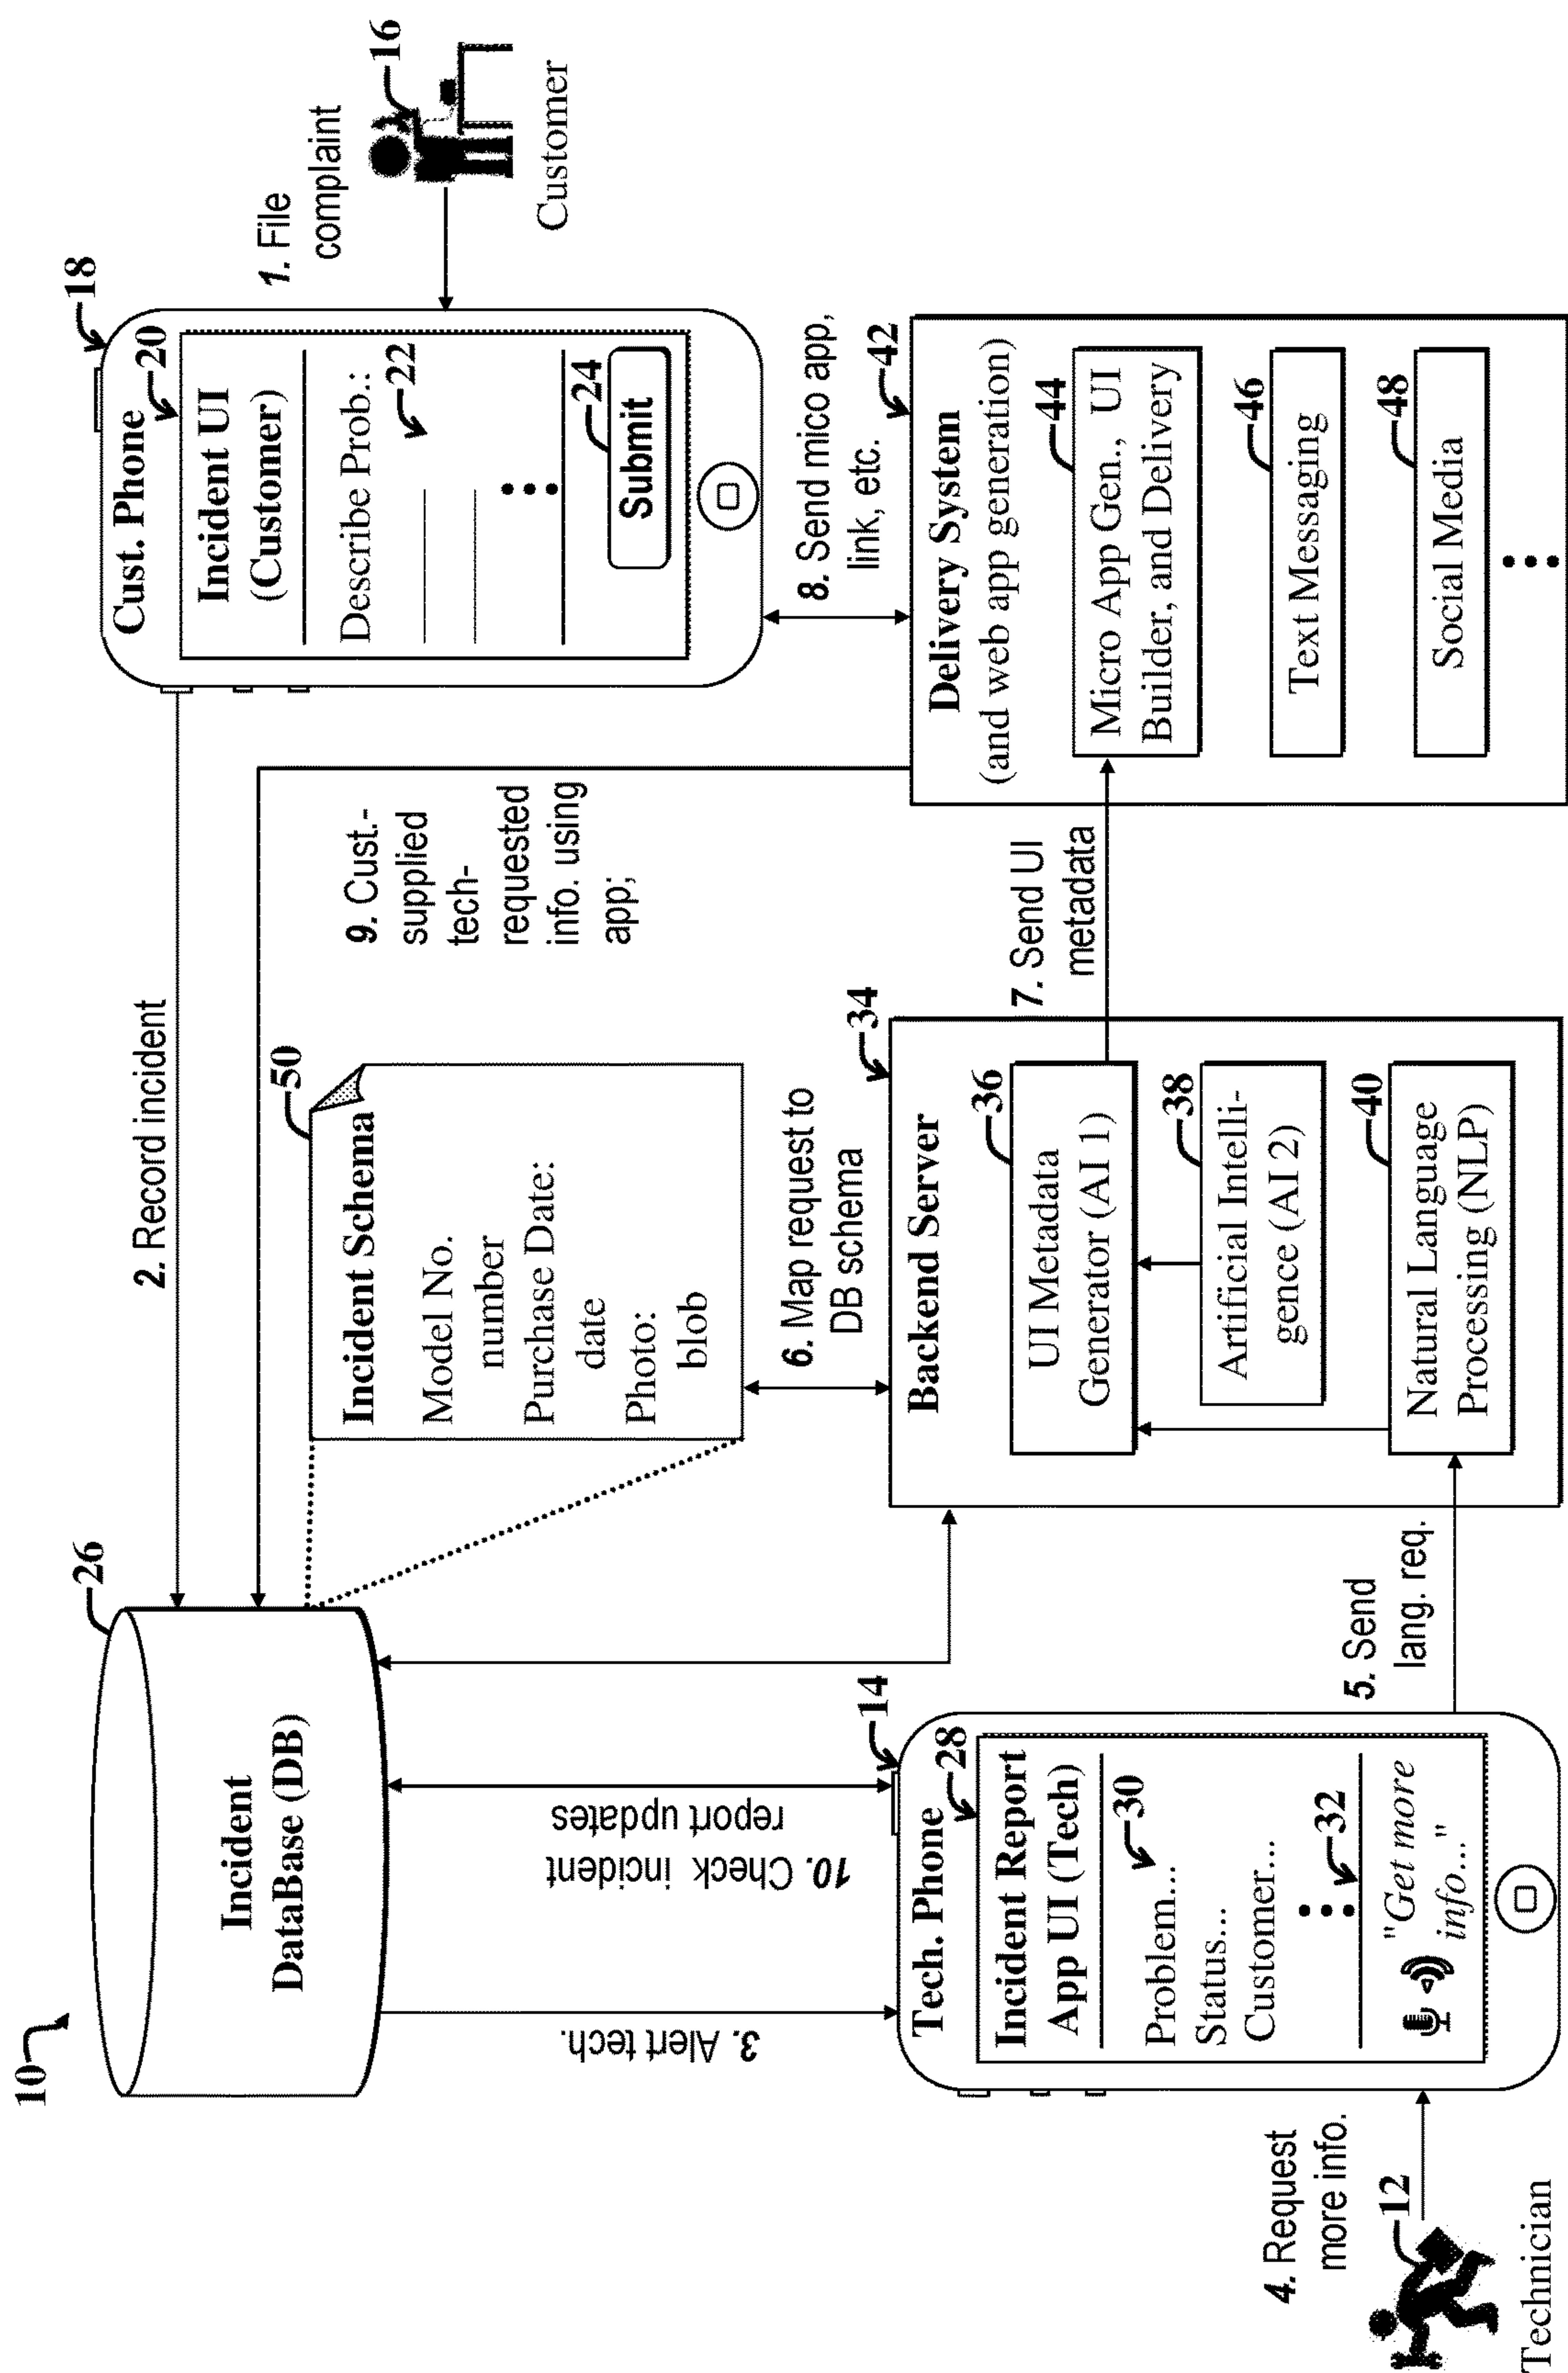 10
Incident
DataBase (DB)
26
2. Record incident
Cust. Phone
18
20
Incident UI
(Customer)
Describe Prob.:
22
24
Submit
1. File
complaint
16
Customer
50
Incident Schema
Model No.
number
Purchase Date:
date
Photo:
blob
9. Cust.-
supplied
tech-
requested
info. using
app;
3. Alert tech.
10. Check incident
report updates
6. Map request to
DB schema
8. Send mico app,
link, etc.
Tech. Phone
14
28
Incident Report
App UI (Tech)
Problem...
30
Status...
Customer...
32
"Get more
info..."
4. Request
more info.
12
Technician
5. Send
lang. req.
Backend Server
34
UI Metadata
Generator (AI 1)
36
Artificial Intelli-
gence (AI 2)
38
Natural Language
Processing (NLP)
40
7. Send UI
metadata
Delivery System
(and web app generation)
42
Micro App Gen., UI
Builder, and Delivery
44
Text Messaging
46
Social Media
48